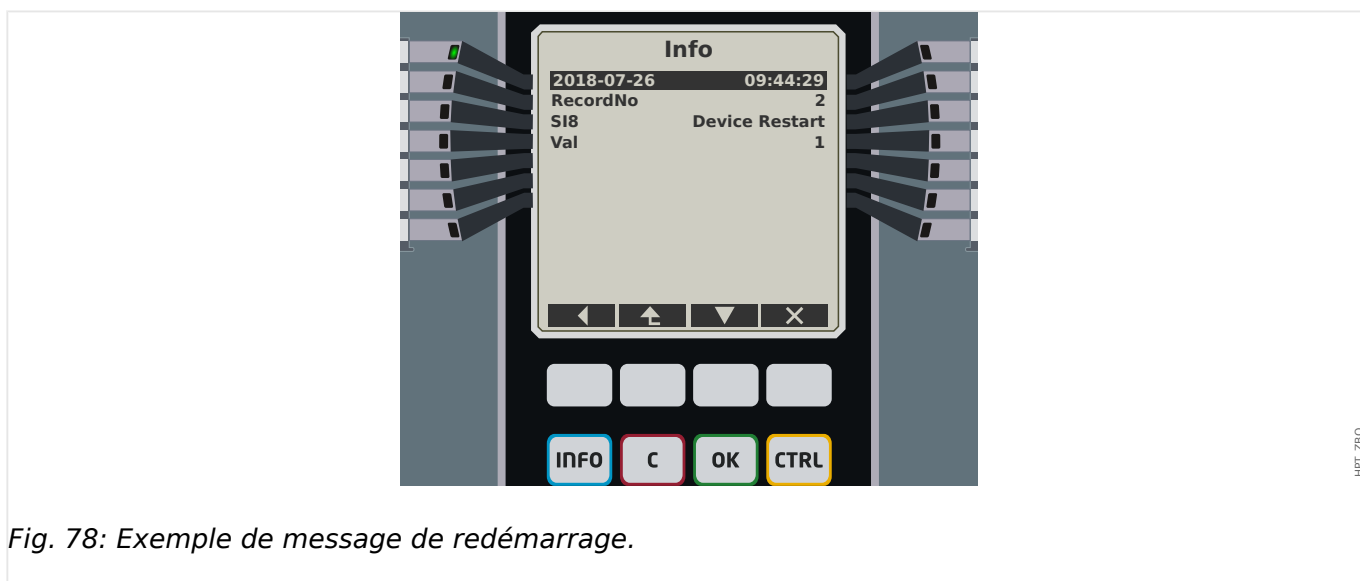 Info
2018-07-26 09:44:29
RecordNo 2
SI8 Device Restart
Val 1
INFO C OK CTRL
HPT_ZBO
Fig. 78: Exemple de message de redémarrage.